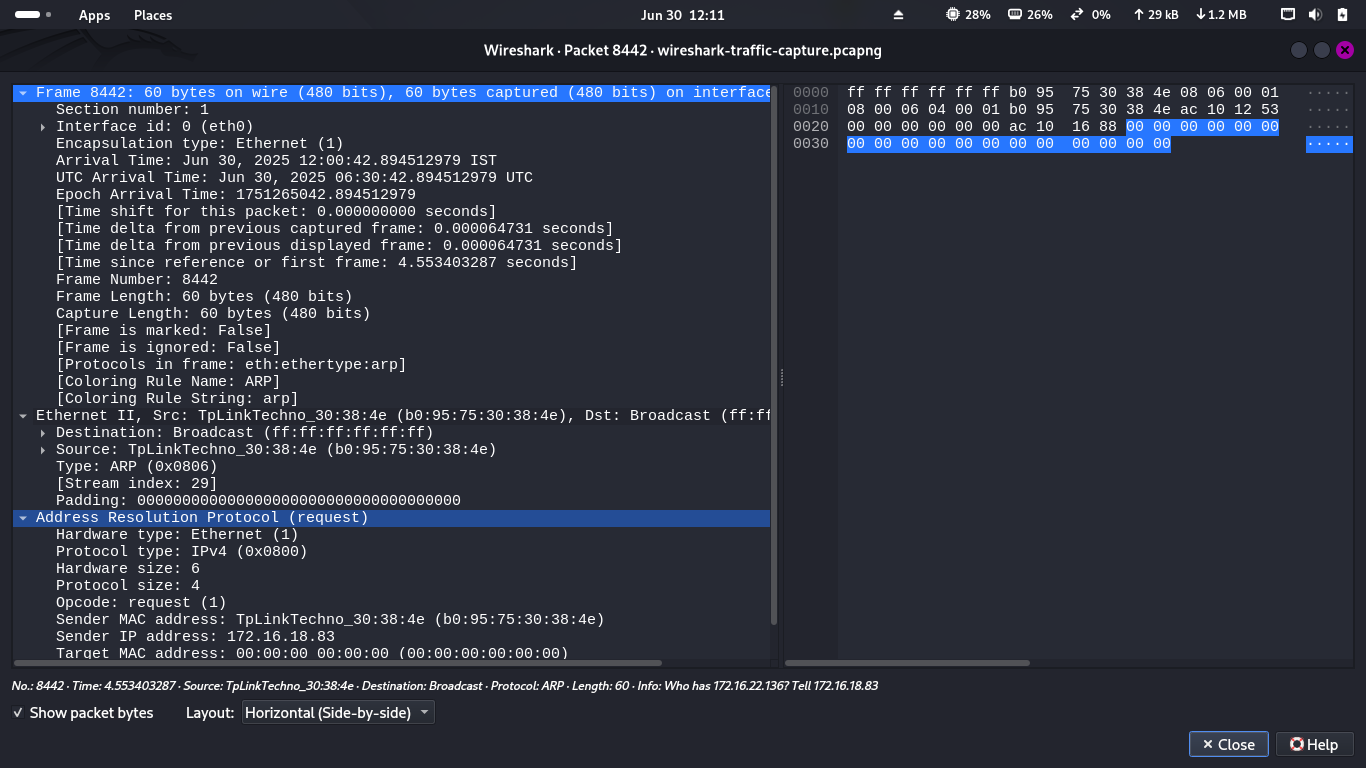 Apps Places Jun 30 12:11 28% 26% 0% 29 kB 1.2 MB
Wireshark · Packet 8442 · wireshark-traffic-capture.pcapng
Frame 8442: 60 bytes on wire (480 bits), 60 bytes captured (480 bits) on interface
Section number: 1
Interface id: 0 (eth0)
Encapsulation type: Ethernet (1)
Arrival Time: Jun 30, 2025 12:00:42.894512979 IST
UTC Arrival Time: Jun 30, 2025 06:30:42.894512979 UTC
Epoch Arrival Time: 1751265042.894512979
[Time shift for this packet: 0.000000000 seconds]
[Time delta from previous captured frame: 0.000064731 seconds]
[Time delta from previous displayed frame: 0.000064731 seconds]
[Time since reference or first frame: 4.553403287 seconds]
Frame Number: 8442
Frame Length: 60 bytes (480 bits)
Capture Length: 60 bytes (480 bits)
[Frame is marked: False]
[Frame is ignored: False]
[Protocols in frame: eth:ethertype:arp]
[Coloring Rule Name: ARP]
[Coloring Rule String: arp]
Ethernet II, Src: TpLinkTechno_30:38:4e (b0:95:75:30:38:4e), Dst: Broadcast (ff:ff
Destination: Broadcast (ff:ff:ff:ff:ff:ff)
Source: TpLinkTechno_30:38:4e (b0:95:75:30:38:4e)
Type: ARP (0x0806)
[Stream index: 29]
Padding: 000000000000000000000000000000000000
Address Resolution Protocol (request)
Hardware type: Ethernet (1)
Protocol type: IPv4 (0x0800)
Hardware size: 6
Protocol size: 4
Opcode: request (1)
Sender MAC address: TpLinkTechno_30:38:4e (b0:95:75:30:38:4e)
Sender IP address: 172.16.18.83
Target MAC address: 00:00:00 00:00:00 (00:00:00:00:00:00)
0000 ff ff ff ff ff ff b0 95 75 30 38 4e 08 06 00 01 ·····
0010 08 00 06 04 00 01 b0 95 75 30 38 4e ac 10 12 53 ·····
0020 00 00 00 00 00 00 ac 10 16 88 00 00 00 00 00 00 ·····
0030 00 00 00 00 00 00 00 00 00 00 00 00 ·····
No.: 8442 · Time: 4.553403287 · Source: TpLinkTechno_30:38:4e · Destination: Broadcast · Protocol: ARP · Length: 60 · Info: Who has 172.16.22.136? Tell 172.16.18.83
Show packet bytes Layout: Horizontal (Side-by-side)
Close Help